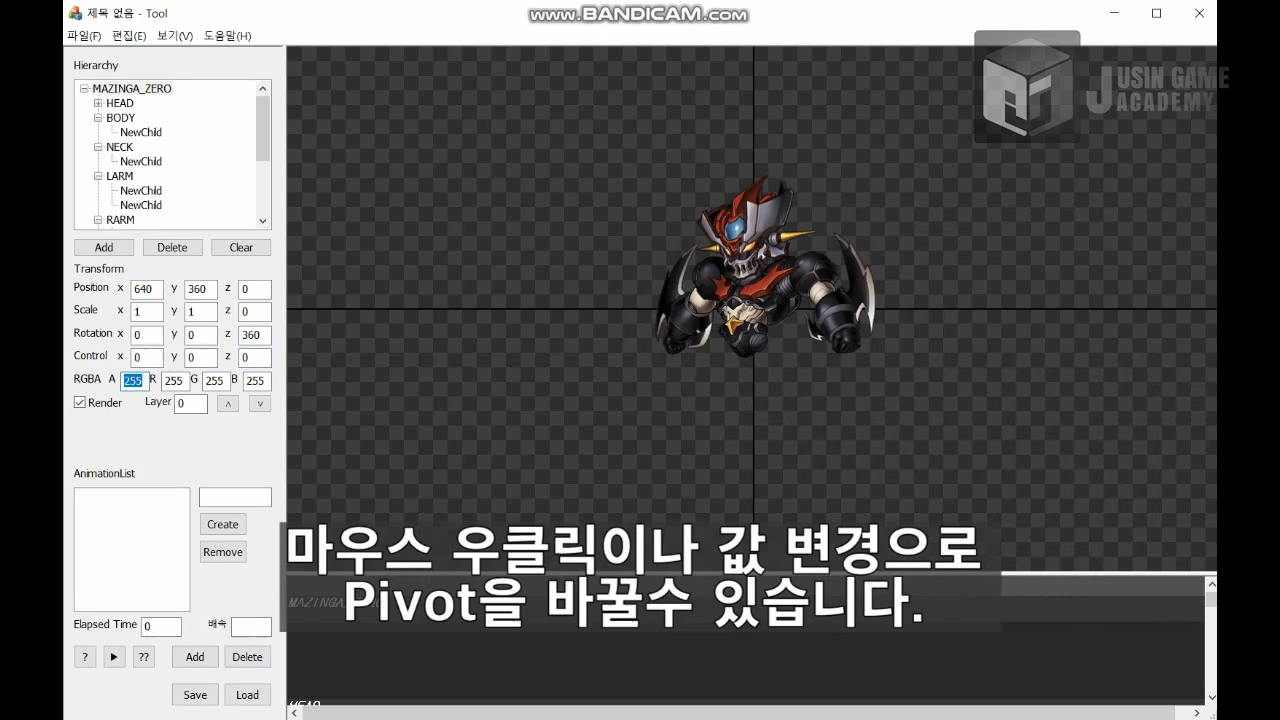 제목 없음 - Tool
www.BANDICAM.com
파일(F) 편집(E) 보기(V) 도움말(H)
JUSIN GAME
ACADEMY
Hierarchy
MAZINGA_ZERO
HEAD
BODY
NewChild
NECK
NewChild
LARM
NewChild
NewChild
RARM
Add Delete Clear
Transform
Position x 640 y 360 z 0
Scale x 1 y 1 z 0
Rotation x 0 y 0 z 360
Control x 0 y 0 z 0
RGBA A 255 R 255 G 255 B 255
Render Layer 0 ˄ ˅
AnimationList
Create
Remove
마우스 우클릭이나 값 변경으로
Pivot을 바꿀수 있습니다.
Elapsed Time 0 배속
? ▶ ?? Add Delete
Save Load